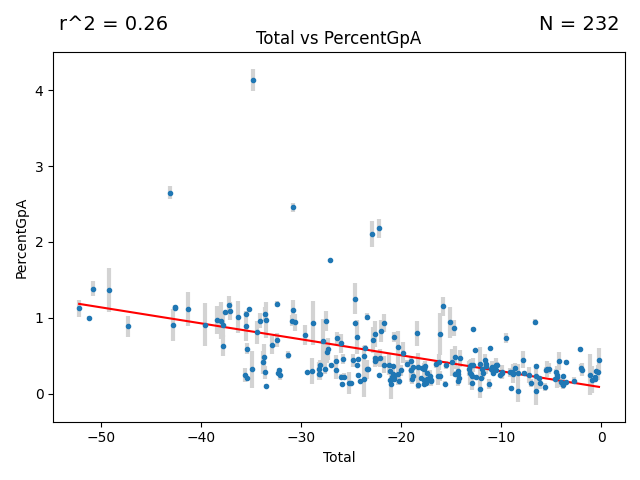 r^2 = 0.26
N = 232
Total vs PercentGpA
PercentGpA
4
3
2
1
0
−50
−40
−30
−20
−10
0
Total